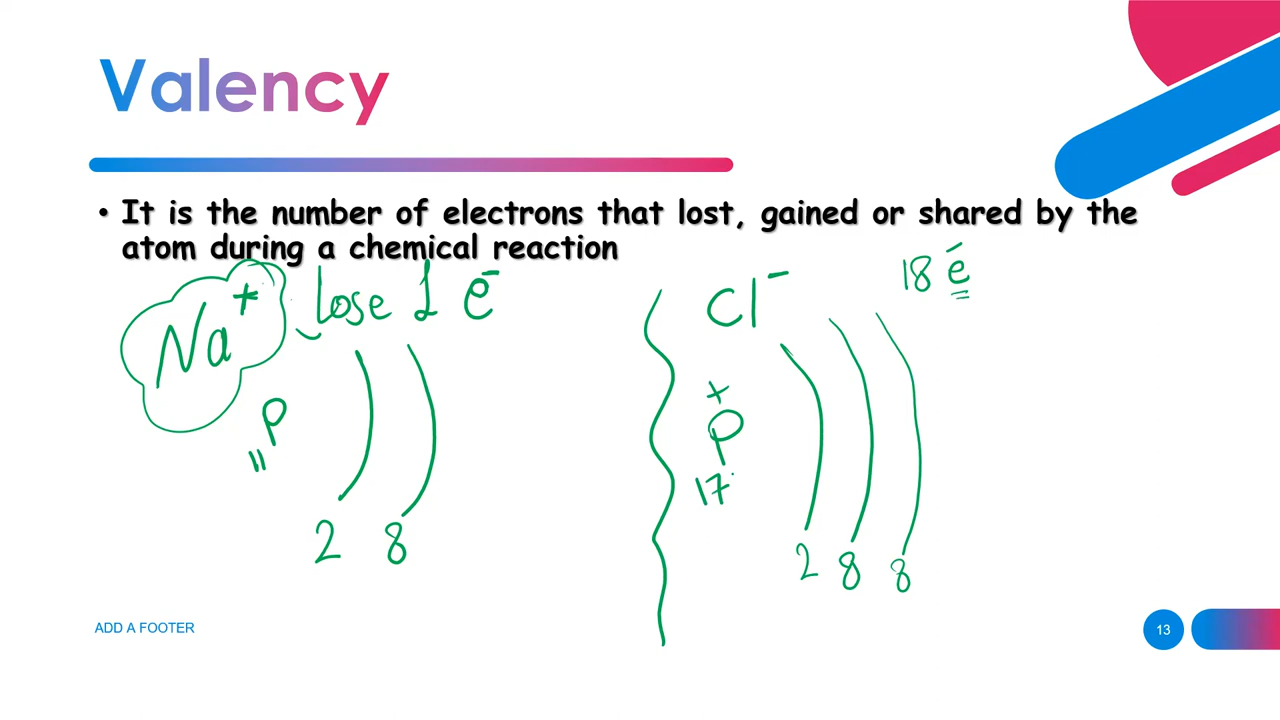 Valency
• It is the number of electrons that lost, gained or shared by the
atom during a chemical reaction
Na+ lose 1 e-
P
11
2 8
Cl-
18 e-
+
P
17
2 8 8
ADD A FOOTER
13